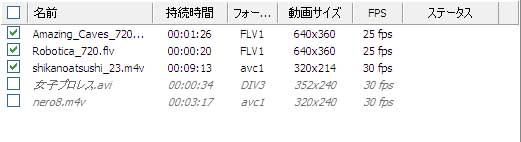 名前 持続時間 フォー... 動画サイズ FPS ステータス
Amazing_Caves_720... 00:01:26 FLV1 640x360 25 fps
Robotica_720.flv 00:00:20 FLV1 640x360 25 fps
shikanoatsushi_23.m4v 00:09:13 avc1 320x214 30 fps
女子プロレス.avi 00:00:34 DIV3 352x240 30 fps
nero8.m4v 00:03:17 avc1 320x240 30 fps